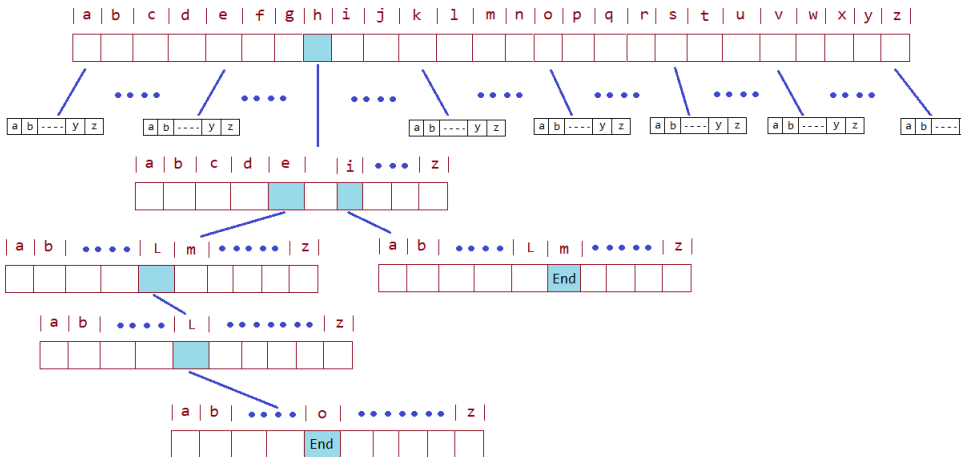 | a | b | c | d | e | f | g | h | i | j | k | l | m | n | o | p | q | r | s | t | u | v | w | x | y | z |
a b ---- y z
a b ---- y z
a b ---- y z
a b ---- y z
a b ---- y z
a b ---- y z
a b ----
| a | b | c | d | e | | i | •••• | z |
| a | b | •••• | L | m | ••••• | z |
| a | b | •••• | L | m | ••••• | z |
End
| a | b | •••• | L | ••••••• | z |
| a | b | •••• | o | ••••••• | z |
End